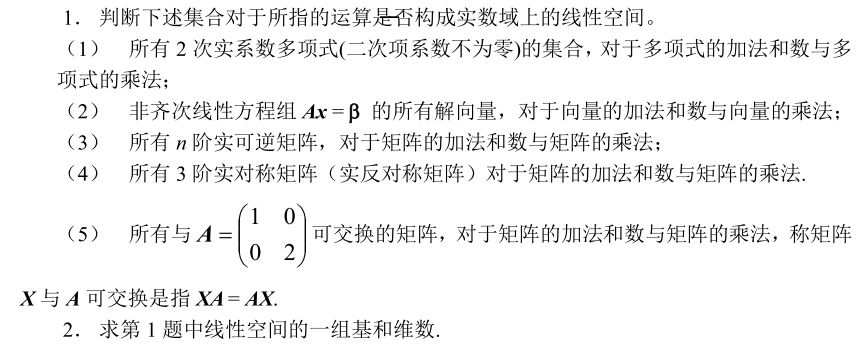 1. 判断下述集合对于所指的运算是否构成实数域上的线性空间。
(1) 所有 2 次实系数多项式(二次项系数不为零)的集合，对于多项式的加法和数与多
项式的乘法；
(2) 非齐次线性方程组 Ax = β 的所有解向量，对于向量的加法和数与向量的乘法；
(3) 所有 n 阶实可逆矩阵，对于矩阵的加法和数与矩阵的乘法；
(4) 所有 3 阶实对称矩阵（实反对称矩阵）对于矩阵的加法和数与矩阵的乘法.
(5) 所有与 A = (1 0 0 2) 可交换的矩阵，对于矩阵的加法和数与矩阵的乘法，称矩阵
X 与 A 可交换是指 XA = AX.
2. 求第 1 题中线性空间的一组基和维数.